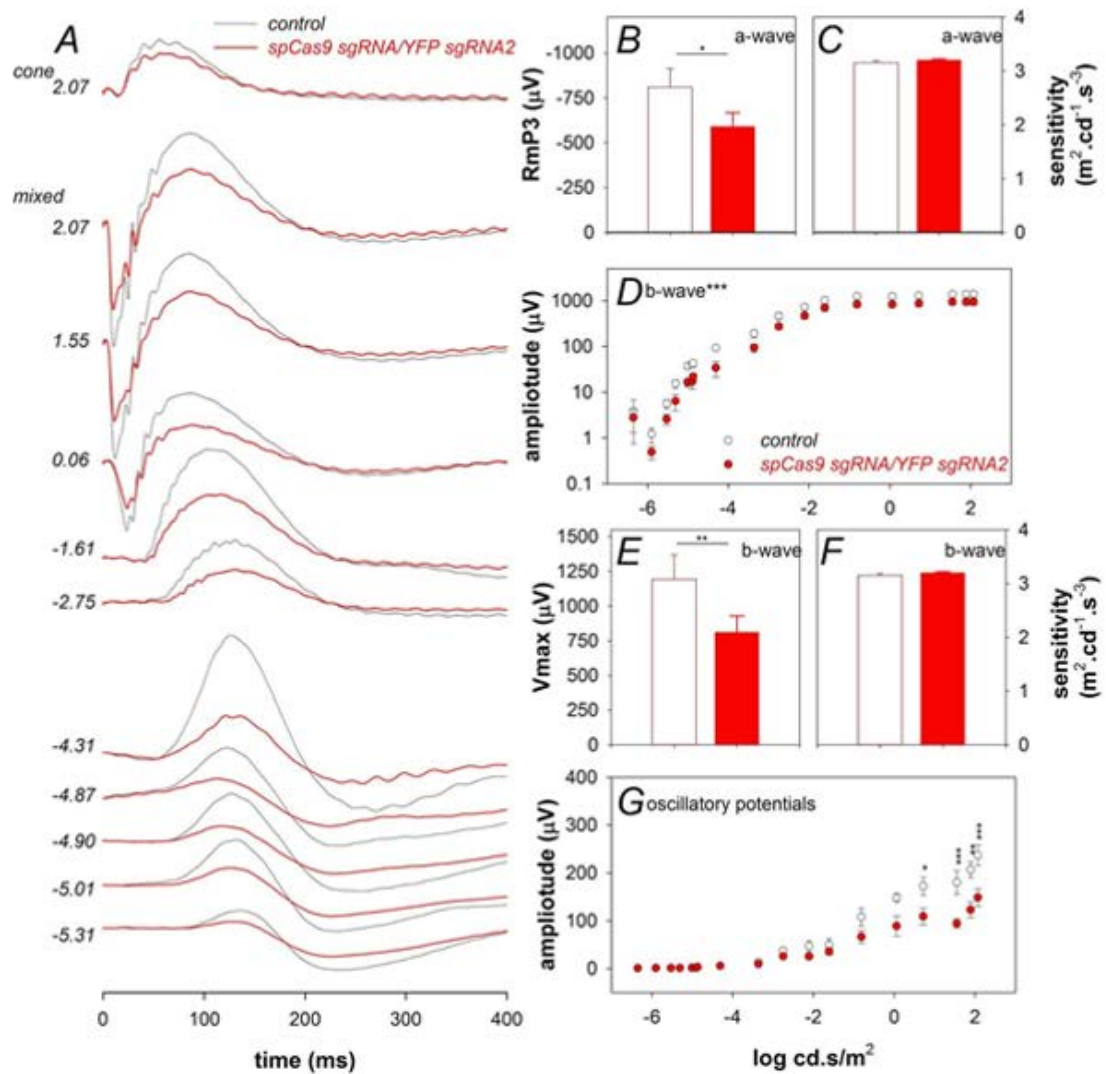 A
control
spCas9 sgRNA/YFP sgRNA2
cone
2.07
mixed
2.07
1.55
0.06
-1.61
-2.75
-4.31
-4.87
-4.90
-5.01
-5.31
0 100 200 300 400
time (ms)
B
a-wave
*
RmP3 (µV)
-1000
-750
-500
-250
0
C
a-wave
4
3
2
1
0
sensitivity
(m².cd⁻¹.s⁻³)
D b-wave***
ampliotude (µV)
1000
100
10
1
0.1
control
spCas9 sgRNA/YFP sgRNA2
-6 -4 -2 0 2
E
b-wave
**
Vmax (µV)
1500
1250
1000
750
500
250
0
F
b-wave
4
3
2
1
0
sensitivity
(m².cd⁻¹.s⁻³)
G oscillatory potentials
ampliotude (µV)
400
300
200
100
0
*
***
**
***
-6 -4 -2 0 2
log cd.s/m²